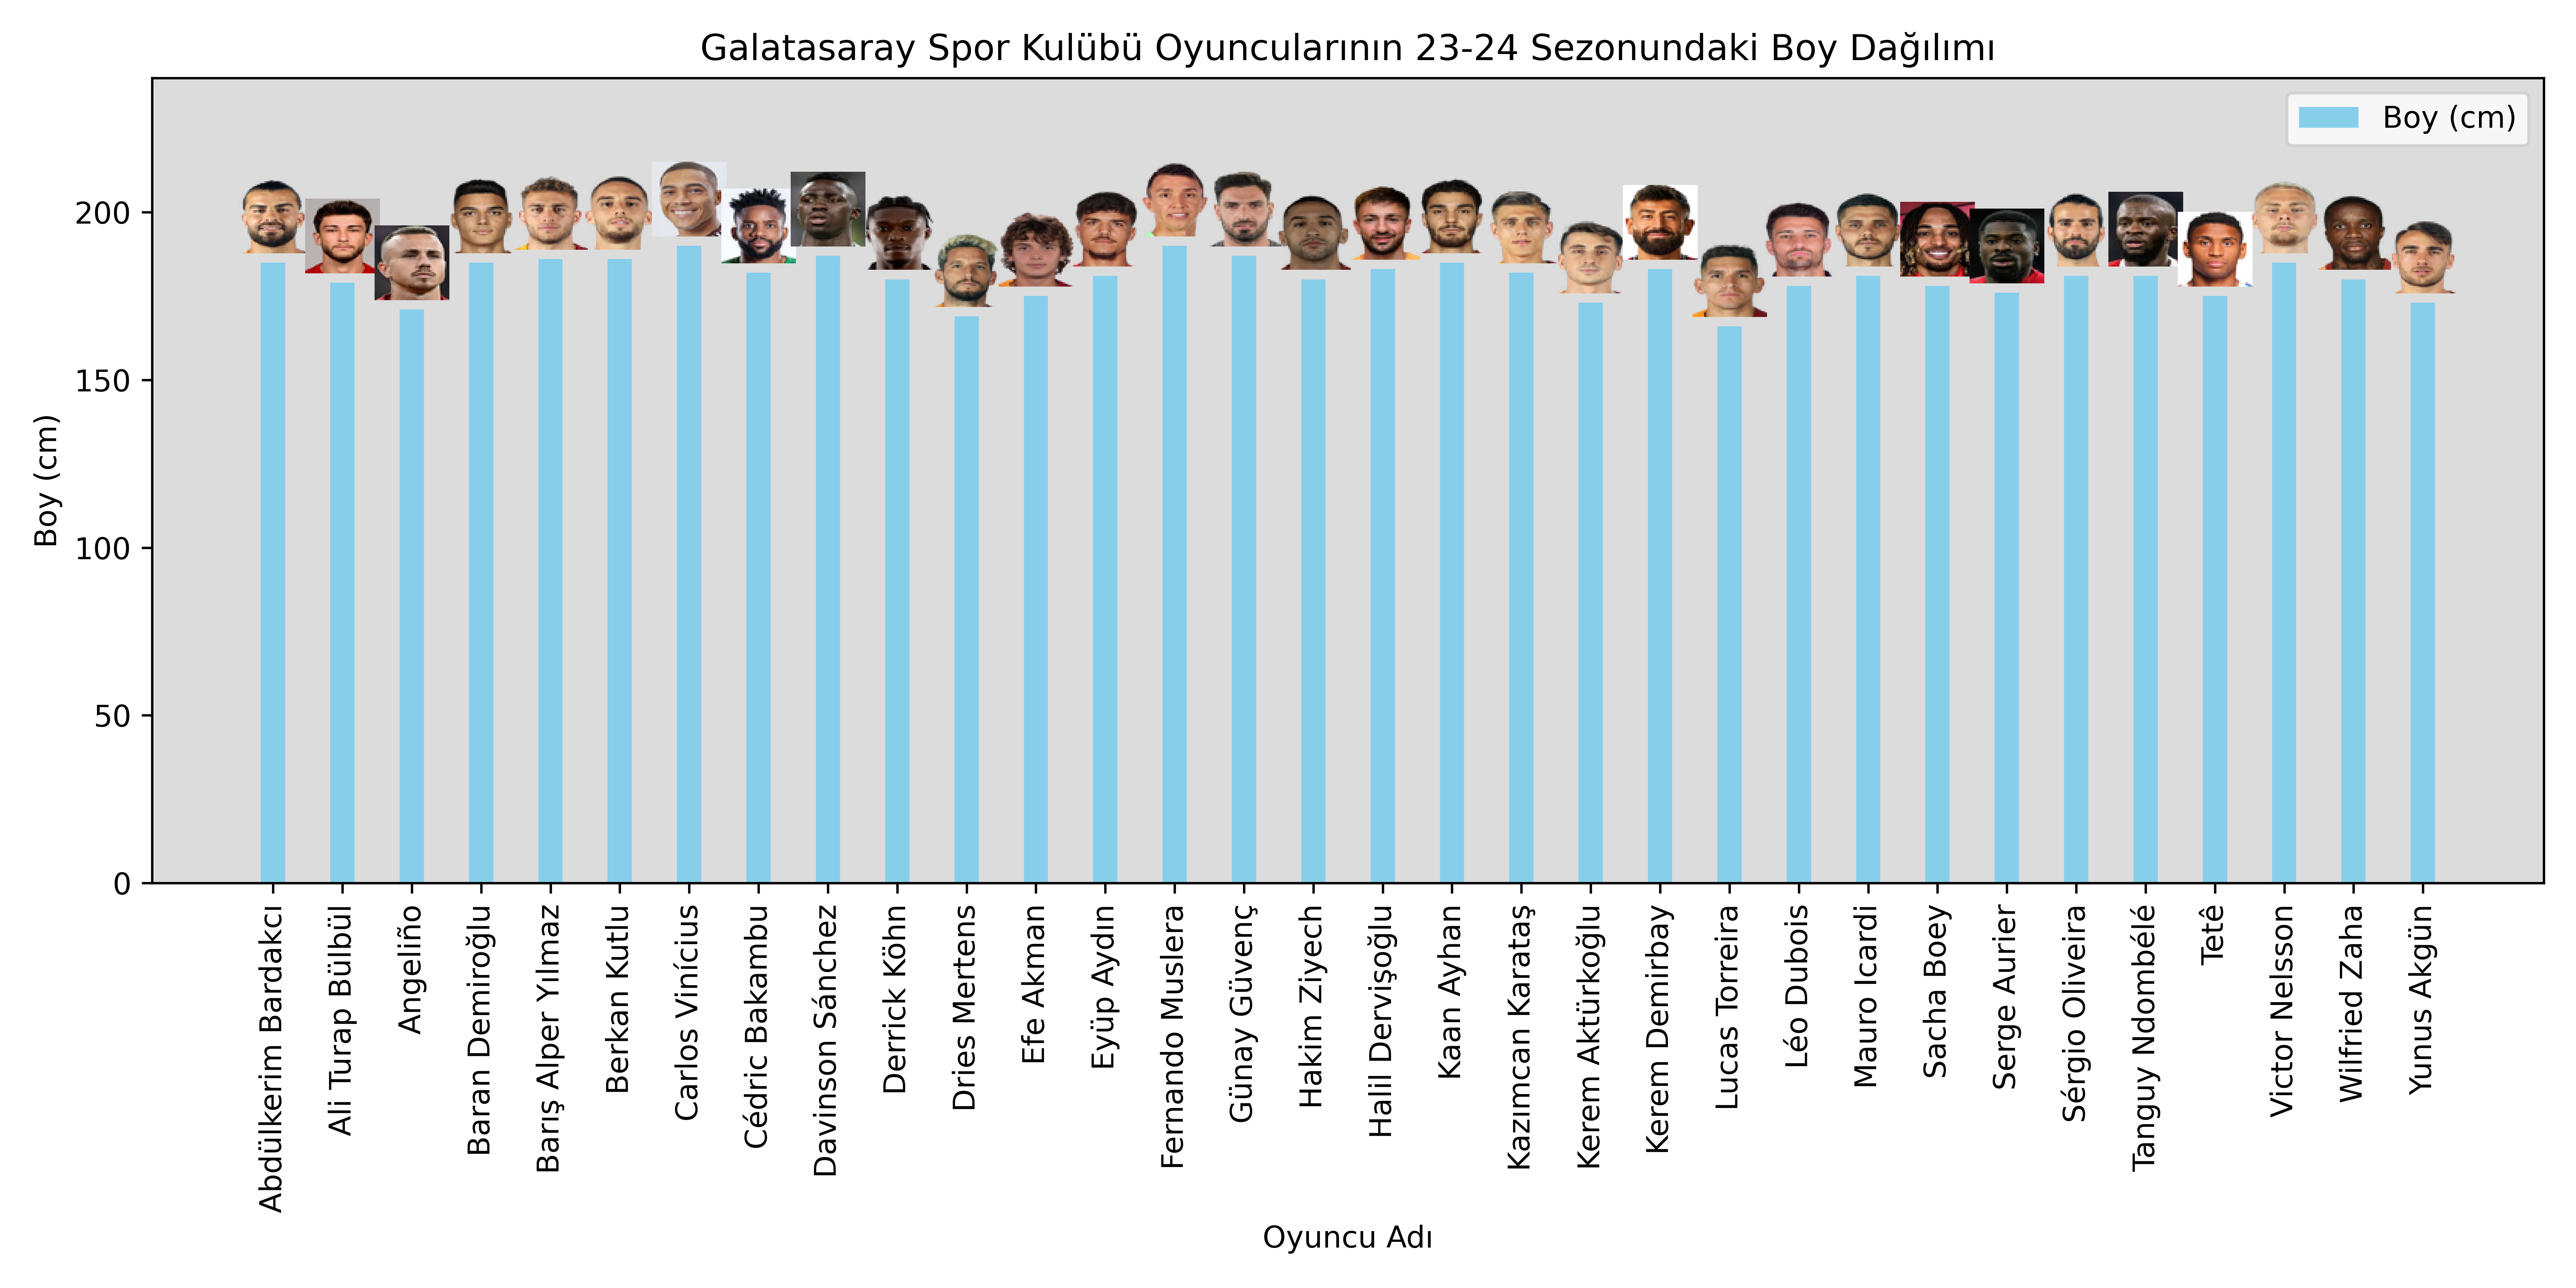 Galatasaray Spor Kulübü Oyuncularının 23-24 Sezonundaki Boy Dağılımı
Boy (cm)
Boy (cm)
200
150
100
50
0
Abdülkerim Bardakcı
Ali Turap Bülbül
Angeliño
Baran Demiroğlu
Barış Alper Yılmaz
Berkan Kutlu
Carlos Vinícius
Cédric Bakambu
Davinson Sánchez
Derrick Köhn
Dries Mertens
Efe Akman
Eyüp Aydın
Fernando Muslera
Günay Güvenç
Hakim Ziyech
Halil Dervişoğlu
Kaan Ayhan
Kazımcan Karataş
Kerem Aktürkoğlu
Kerem Demirbay
Lucas Torreira
Léo Dubois
Mauro Icardi
Sacha Boey
Serge Aurier
Sérgio Oliveira
Tanguy Ndombélé
Tetê
Victor Nelsson
Wilfried Zaha
Yunus Akgün
Oyuncu Adı